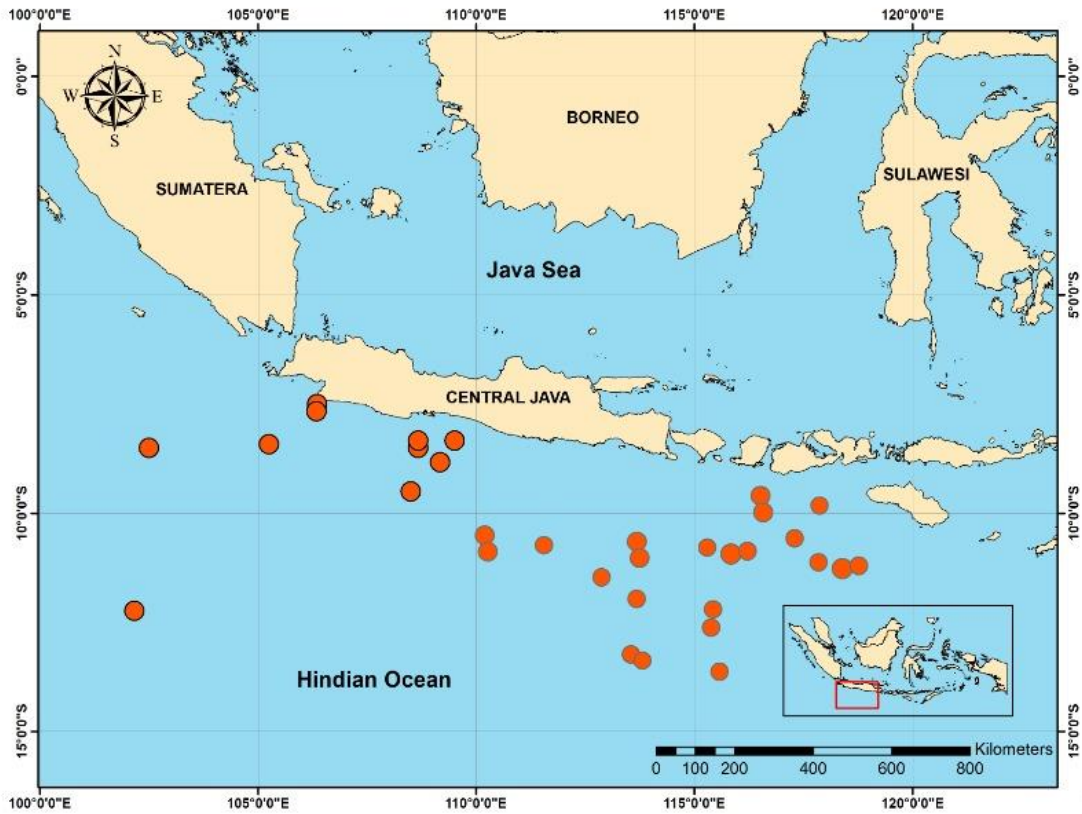 100°0'0"E 105°0'0"E 110°0'0"E 115°0'0"E 120°0'0"E
N
W E
S
0°0'0" 0°0'0"
BORNEO
SUMATERA
SULAWESI
Java Sea
5°0'0"S 5°0'0"S
CENTRAL JAVA
10°0'0"S 10°0'0"S
Hindian Ocean
15°0'0"S 15°0'0"S
Kilometers
0 100 200 400 600 800
100°0'0"E 105°0'0"E 110°0'0"E 115°0'0"E 120°0'0"E